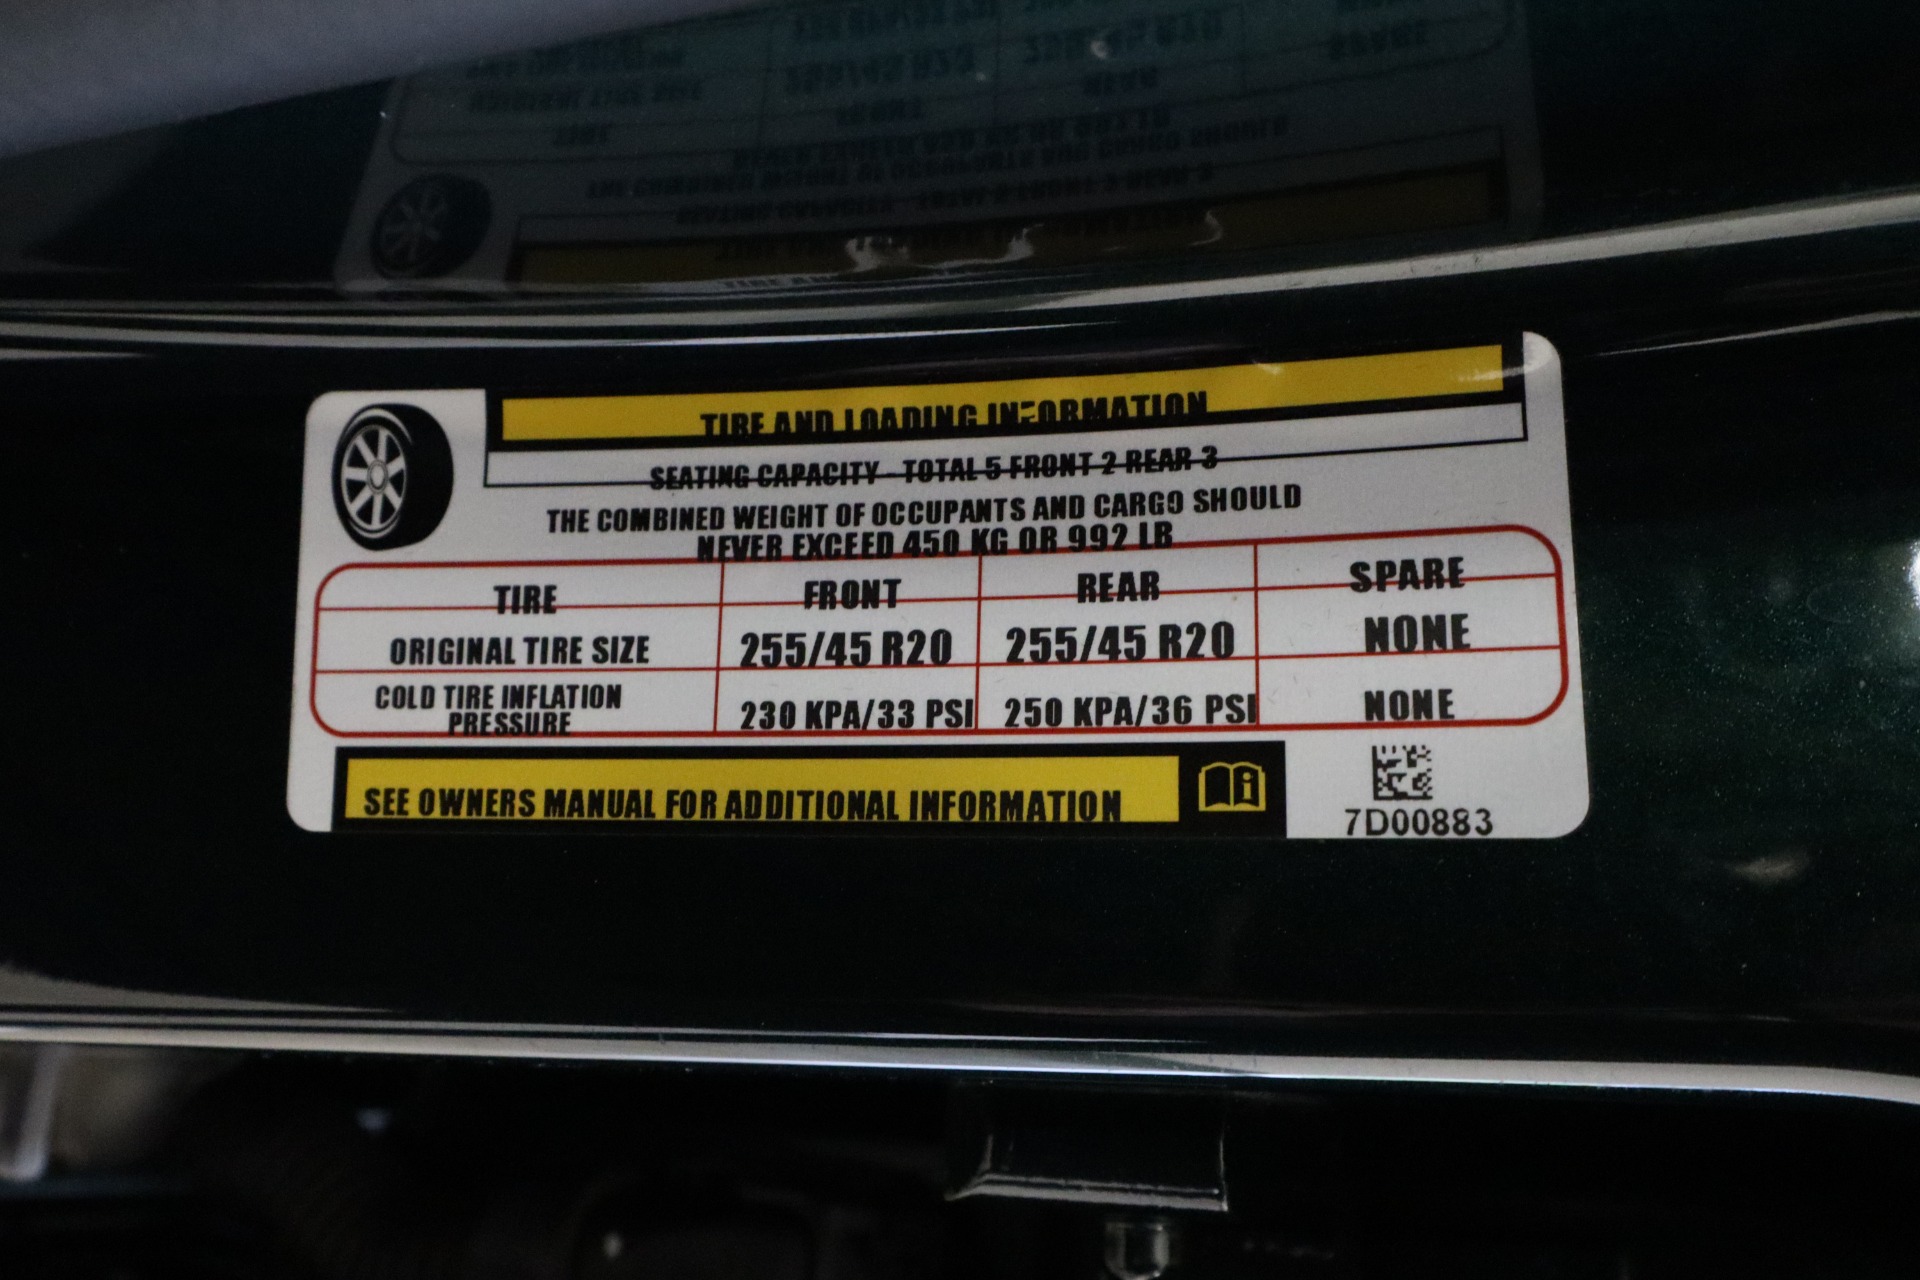 TIRE AND LOADING INFORMATION
SEATING CAPACITY - TOTAL 5 FRONT 2 REAR 3
THE COMBINED WEIGHT OF OCCUPANTS AND CARGO SHOULD
NEVER EXCEED 450 KG OR 992 LB
TIRE FRONT REAR SPARE
ORIGINAL TIRE SIZE 255/45 R20 255/45 R20 NONE
COLD TIRE INFLATION
PRESSURE 230 KPA/33 PSI 250 KPA/36 PSI NONE
SEE OWNERS MANUAL FOR ADDITIONAL INFORMATION
7D00883